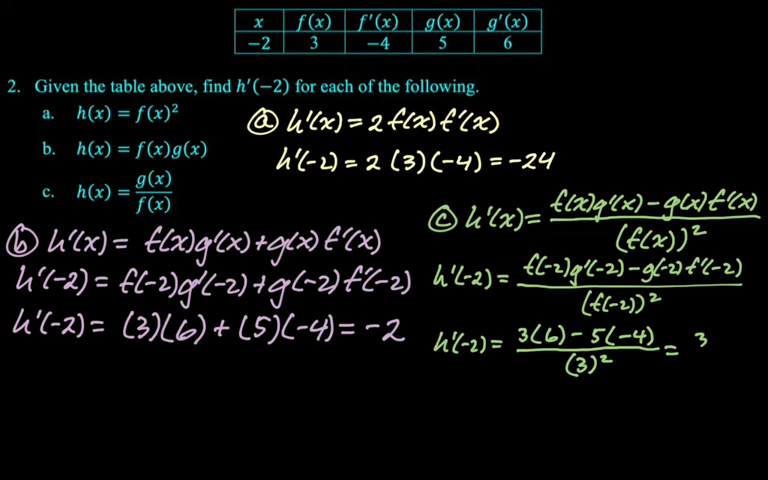 x f(x) f′(x) g(x) g′(x)
−2 3 −4 5 6
2. Given the table above, find h′(−2) for each of the following.
a. h(x) = f(x)²
b. h(x) = f(x)g(x)
c. h(x) = g(x)/f(x)
ⓐ h'(x) = 2 f(x) f'(x)
h'(-2) = 2 (3)(-4) = -24
ⓑ h'(x) = f(x)g'(x) + g(x) f'(x)
h'(-2) = f(-2)g'(-2) + g(-2) f'(-2)
h'(-2) = (3)(6) + (5)(-4) = -2
ⓒ h'(x) = f(x)g'(x) - g(x)f'(x) / (f(x))²
h'(-2) = f(-2)g'(-2) - g(-2)f'(-2) / (f(-2))²
h'(-2) = 3(6) - 5(-4) / (3)² = 3